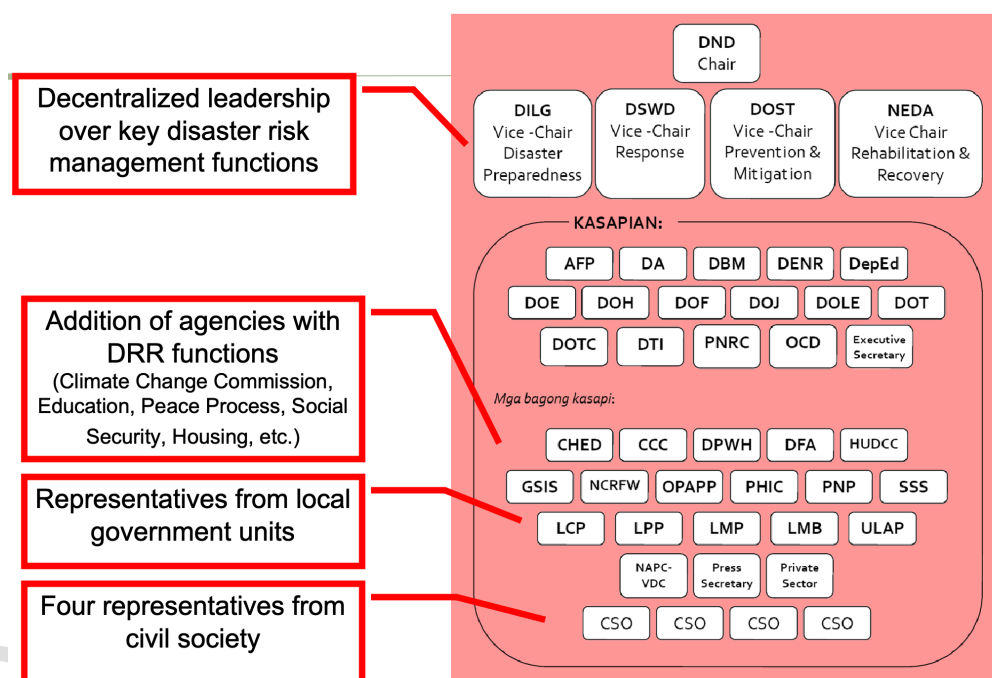 DND
Chair
Decentralized leadership
over key disaster risk
management functions
DILG
Vice -Chair
Disaster
Preparedness
DSWD
Vice -Chair
Response
DOST
Vice -Chair
Prevention &
Mitigation
NEDA
Vice Chair
Rehabilitation &
Recovery
KASAPIAN:
AFP DA DBM DENR DepEd
DOE DOH DOF DOJ DOLE DOT
DOTC DTI PNRC OCD Executive
Secretary
Addition of agencies with
DRR functions
(Climate Change Commission,
Education, Peace Process, Social
Security, Housing, etc.)
Mga bagong kasapi:
CHED CCC DPWH DFA HUDCC
GSIS NCRFW OPAPP PHIC PNP SSS
Representatives from local
government units
LCP LPP LMP LMB ULAP
NAPC-
VDC
Press
Secretary
Private
Sector
Four representatives from
civil society
CSO CSO CSO CSO